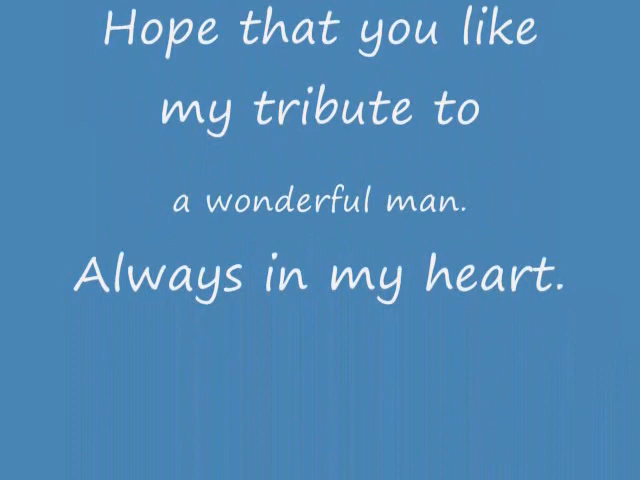 Hope that you like
my tribute to
a wonderful man.
Always in my heart.